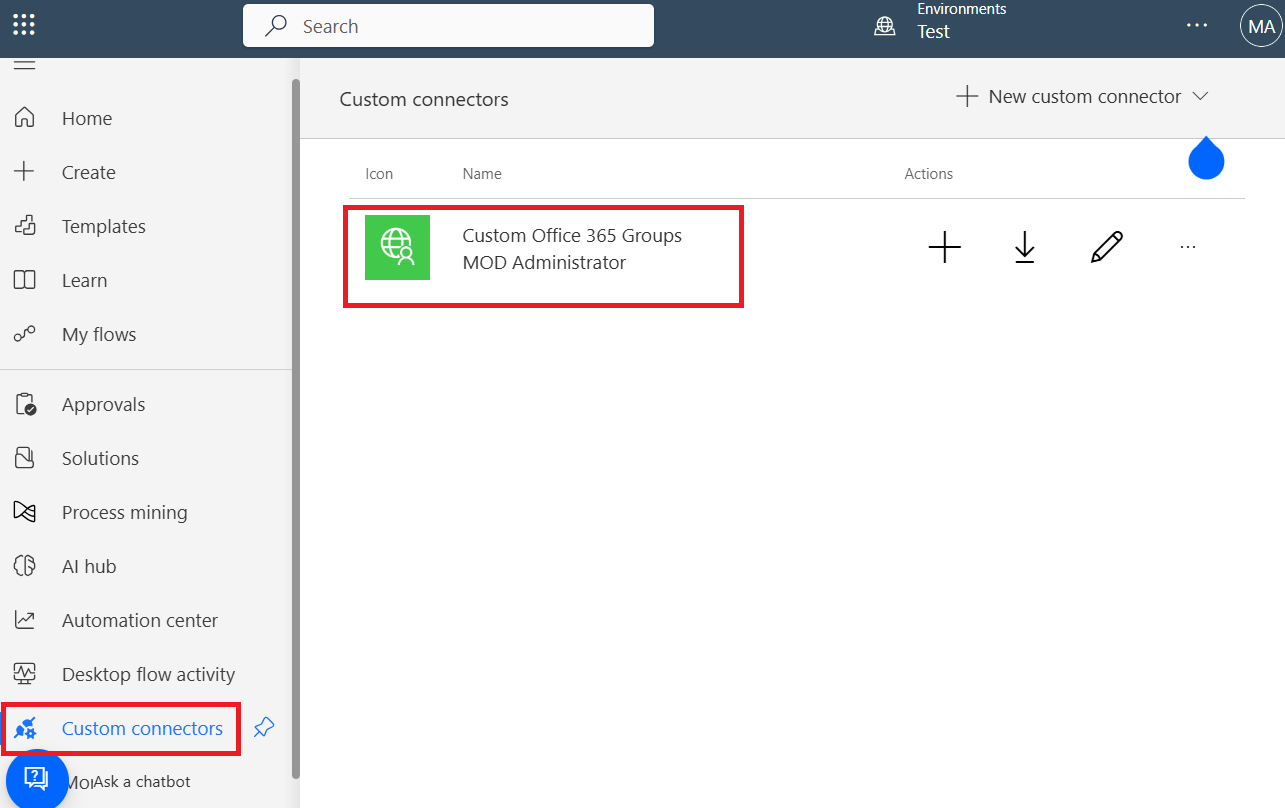 Search
Environments
Test
...
MA
Custom connectors
New custom connector
Home
Create
Templates
Learn
My flows
Approvals
Solutions
Process mining
AI hub
Automation center
Desktop flow activity
Custom connectors
Ask a chatbot
Icon Name Actions
Custom Office 365 Groups
MOD Administrator
...